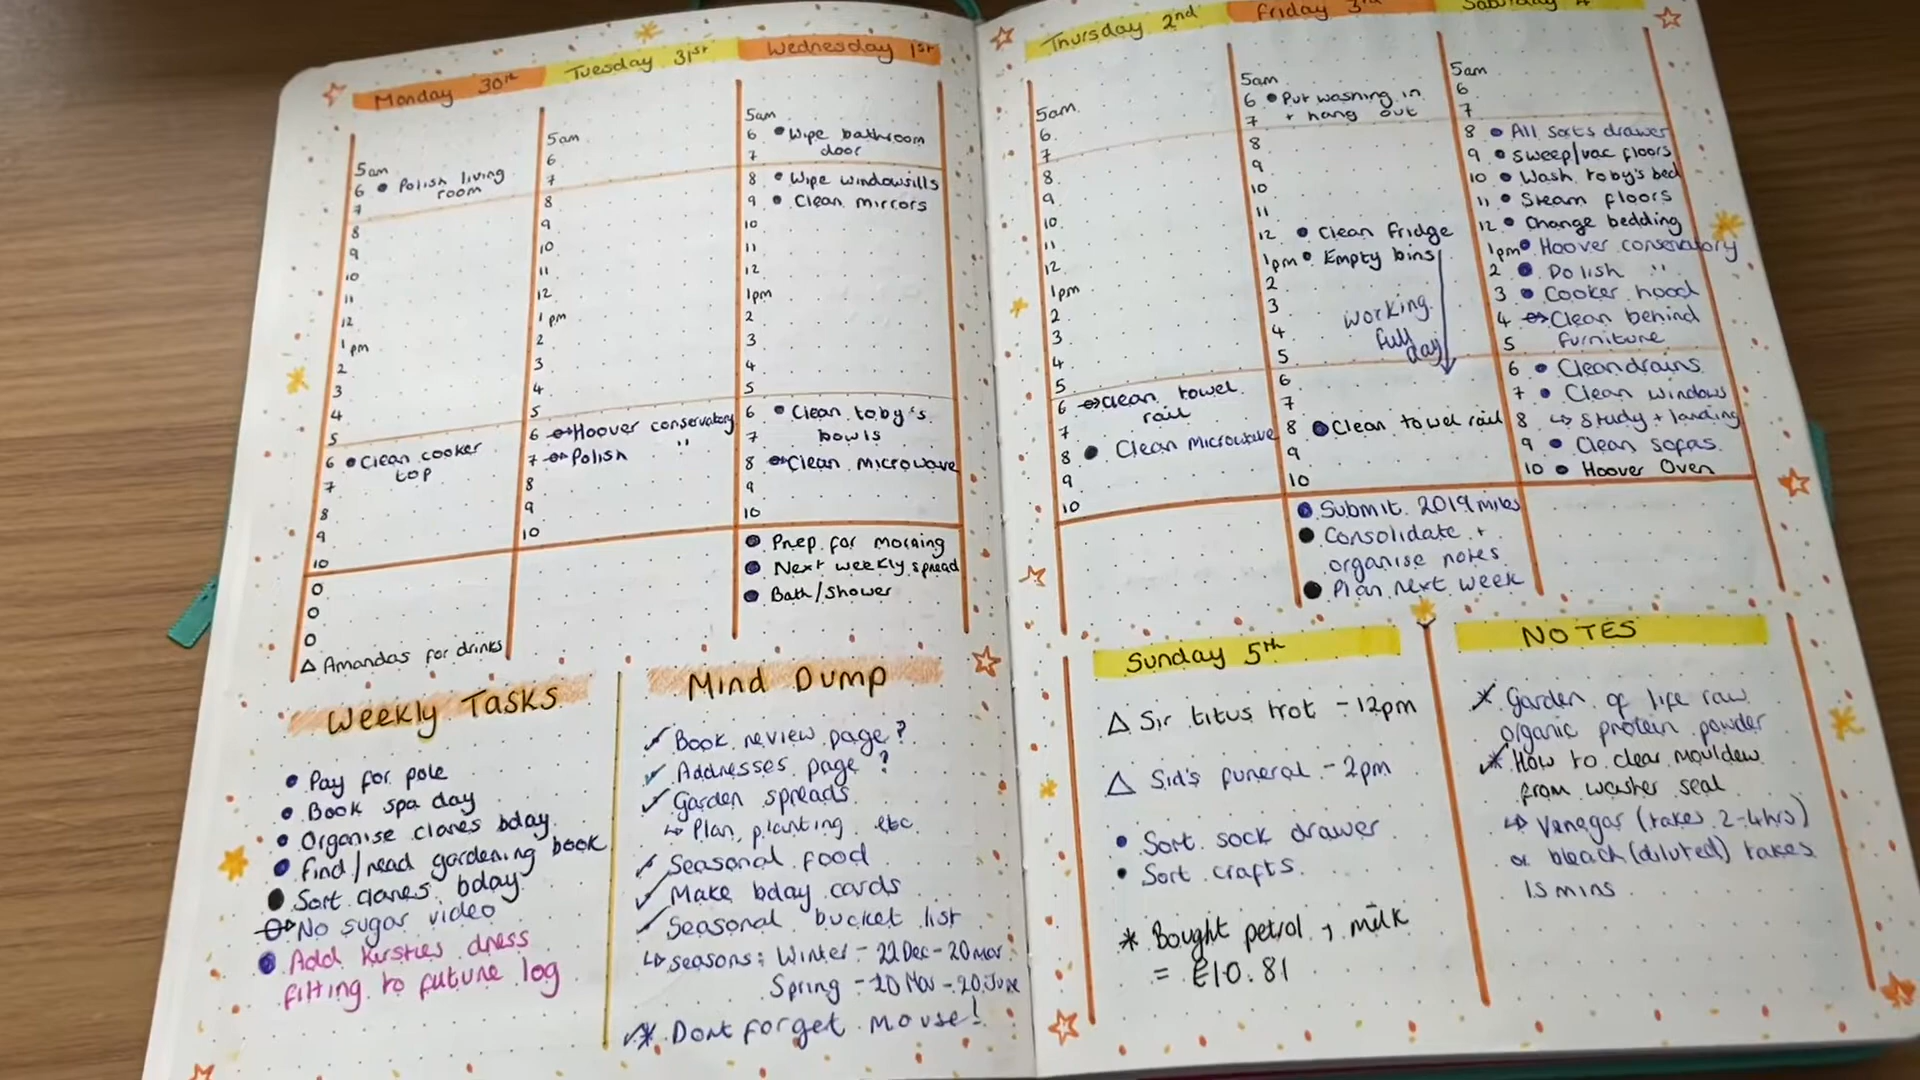 Monday 30th
5am
6 • Polish living
room
7
8
9
10
11
12
1pm
2
3
4
5
6 • Clean cooker
top
7
8
9
10
O
O
O
△ Amandas for drinks
Tuesday 31st
5am
6
7
8
9
10
11
12
1pm
2
3
4
5
6 Hoover conservatory
7 Polish "
8
9
10
Wednesday 1st
5am
6 • Wipe bathroom
door
7
8 • Wipe windowsills
9 • Clean mirrors
10
11
12
1pm
2
3
4
5
6 • Clean toby's
7 bowls
8 Clean microwave
9
10
• Prep for morning
• Next weekly spread
• Bath/Shower
Weekly Tasks
• Pay for pole
• Book spa day
• Organise clares bday
• Find/read gardening book
• Sort clares bday
No sugar video
• Add kirsties dress
fitting to future log
Mind Dump
✓ Book review page?
✓ Addresses page?
✓ Garden spreads
↳ Plan, planting etc
✓ Seasonal food
✓ Make bday cards
✓ Seasonal bucket list
↳ seasons: Winter - 22 Dec - 20 mar
Spring - 20 Mar - 20 June
✓* Dont forget mouse!
Thursday 2nd
5am
6
7
8
9
10
11
12
1pm
2
3
4
5
6 clean towel
rail
7
8 • Clean microwave
9
10
Friday 3rd
5am
6 • Put washing in
7 + hang out
8
9
10
11
12 • Clean fridge
1pm • Empty bins
2
3 working
4 full
5 day
6
7
8 • Clean towel rail
9
10
• Submit 2019 miles
• Consolidate +
organise notes
• Plan next week
Saturday 4
5am
6
7
8 • All sorts drawer
9 • sweep/vac floors
10 • Wash toby's bed
11 • Steam floors
12 • Change bedding
1pm • Hoover conservatory
2 • Polish "
3 • Cooker hood
4 Clean behind
5 furniture
6 • Clean drains
7 • Clean windows
8 ↳ study + landing
9 • Clean sofas
10 • Hoover Oven
Sunday 5th
△ Sir titus trot - 12pm
△ Sid's funeral - 2pm
• Sort sock drawer
• Sort crafts
* Bought petrol, milk
= £10.81
NOTES
* Garden of life raw
organic protein powder
* How to clear mouldew
from washer seal
↳ Vinegar (takes 2-4hrs)
or bleach (diluted) takes
15 mins